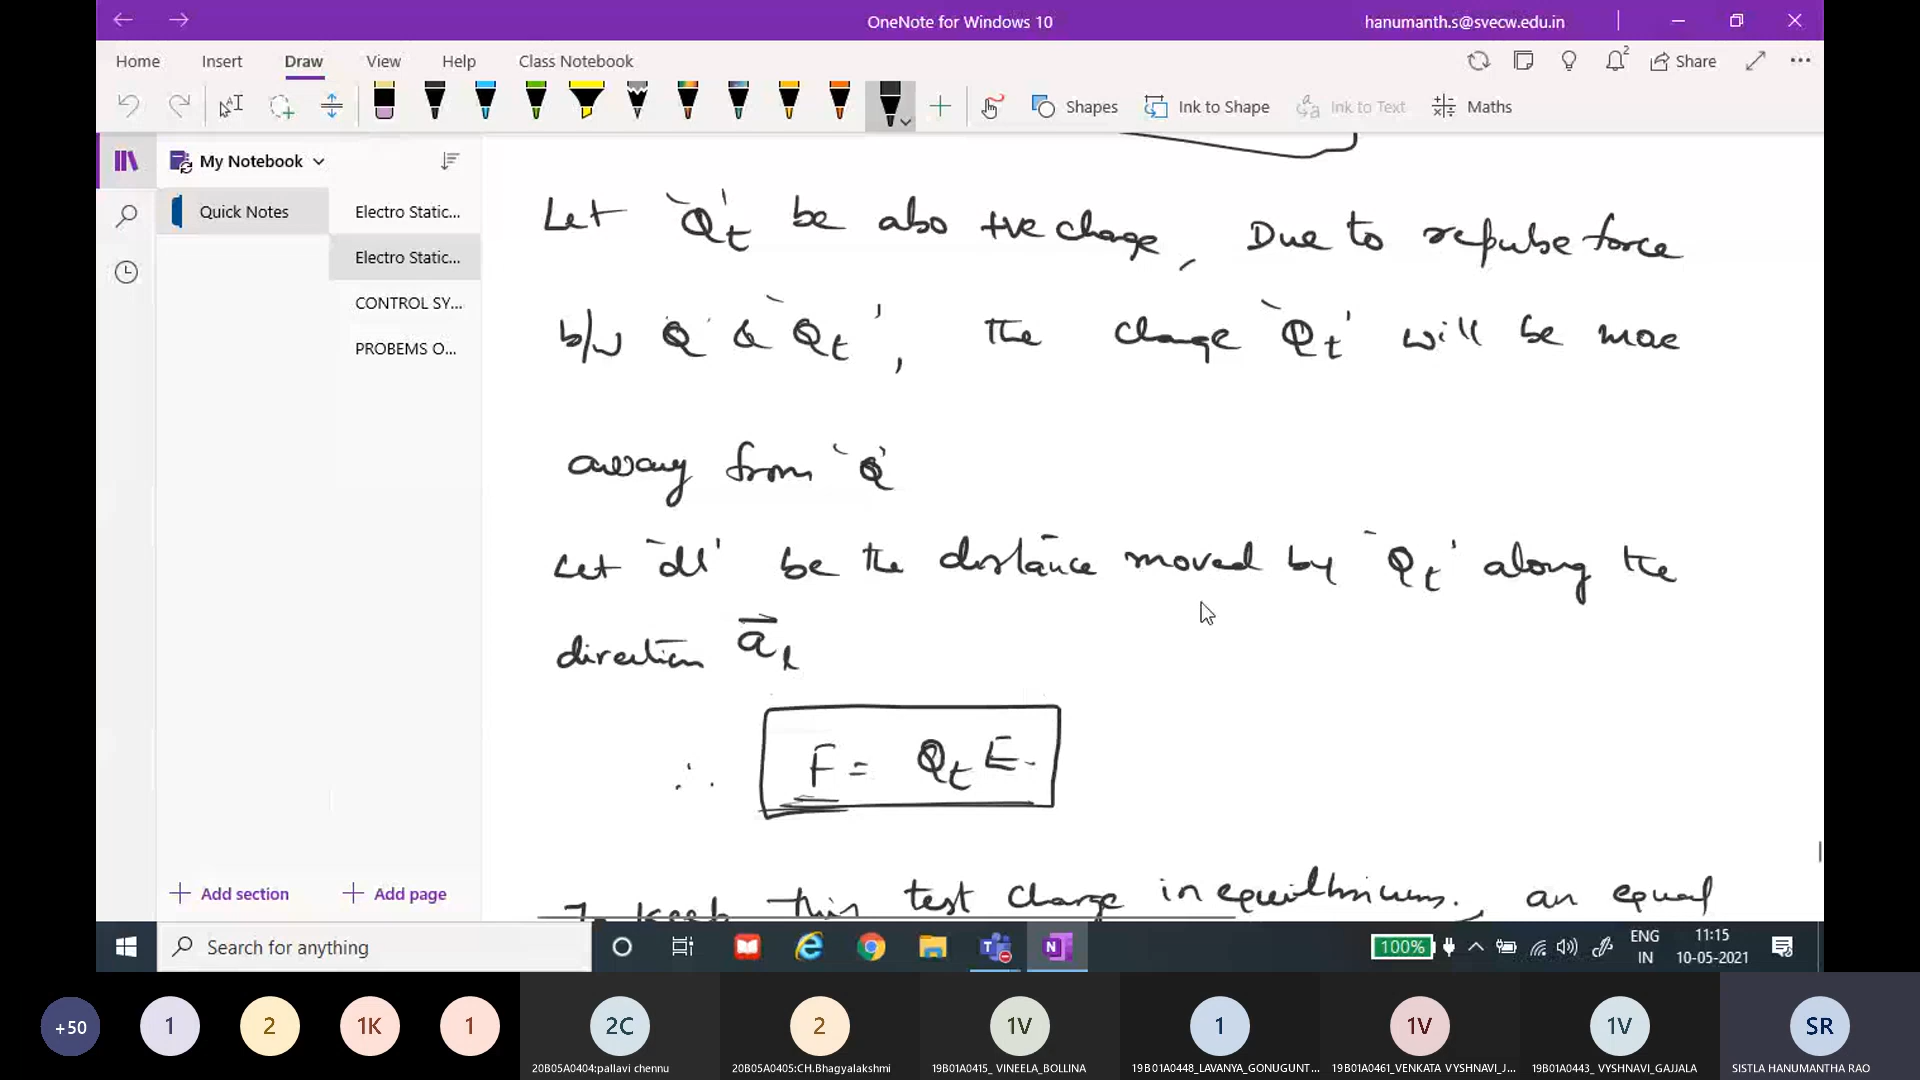 OneNote for Windows 10
hanumanth.s@svecw.edu.in
Home Insert Draw View Help Class Notebook
Share
Shapes Ink to Shape Ink to Text Maths
My Notebook
Quick Notes
Electro Static...
Electro Static...
CONTROL SY...
PROBEMS O...
Let `Qt' be also +ve charge, Due to repulse force
b/w Q & `Qt', the charge `Qt' will be move
away from `Q'
Let `dl' be the distance moved by `Qt' along the
direction a⃗l
∴ F = Qt E.
To keep this test charge in equilibrium, an equal
Add section
Add page
Search for anything
100%
ENG
IN
11:15
10-05-2021
+50
1
2
1K
1
2C
2
1V
1
1V
1V
SR
20B05A0404:pallavi chennu
20B05A0405:CH.Bhagyalakshmi
19B01A0415_ VINEELA_BOLLINA
19B01A0448_LAVANYA_GONUGUNT...
19B01A0461_VENKATA VYSHNAVI_J...
19B01A0443_ VYSHNAVI_GAJJALA
SISTLA HANUMANTHA RAO